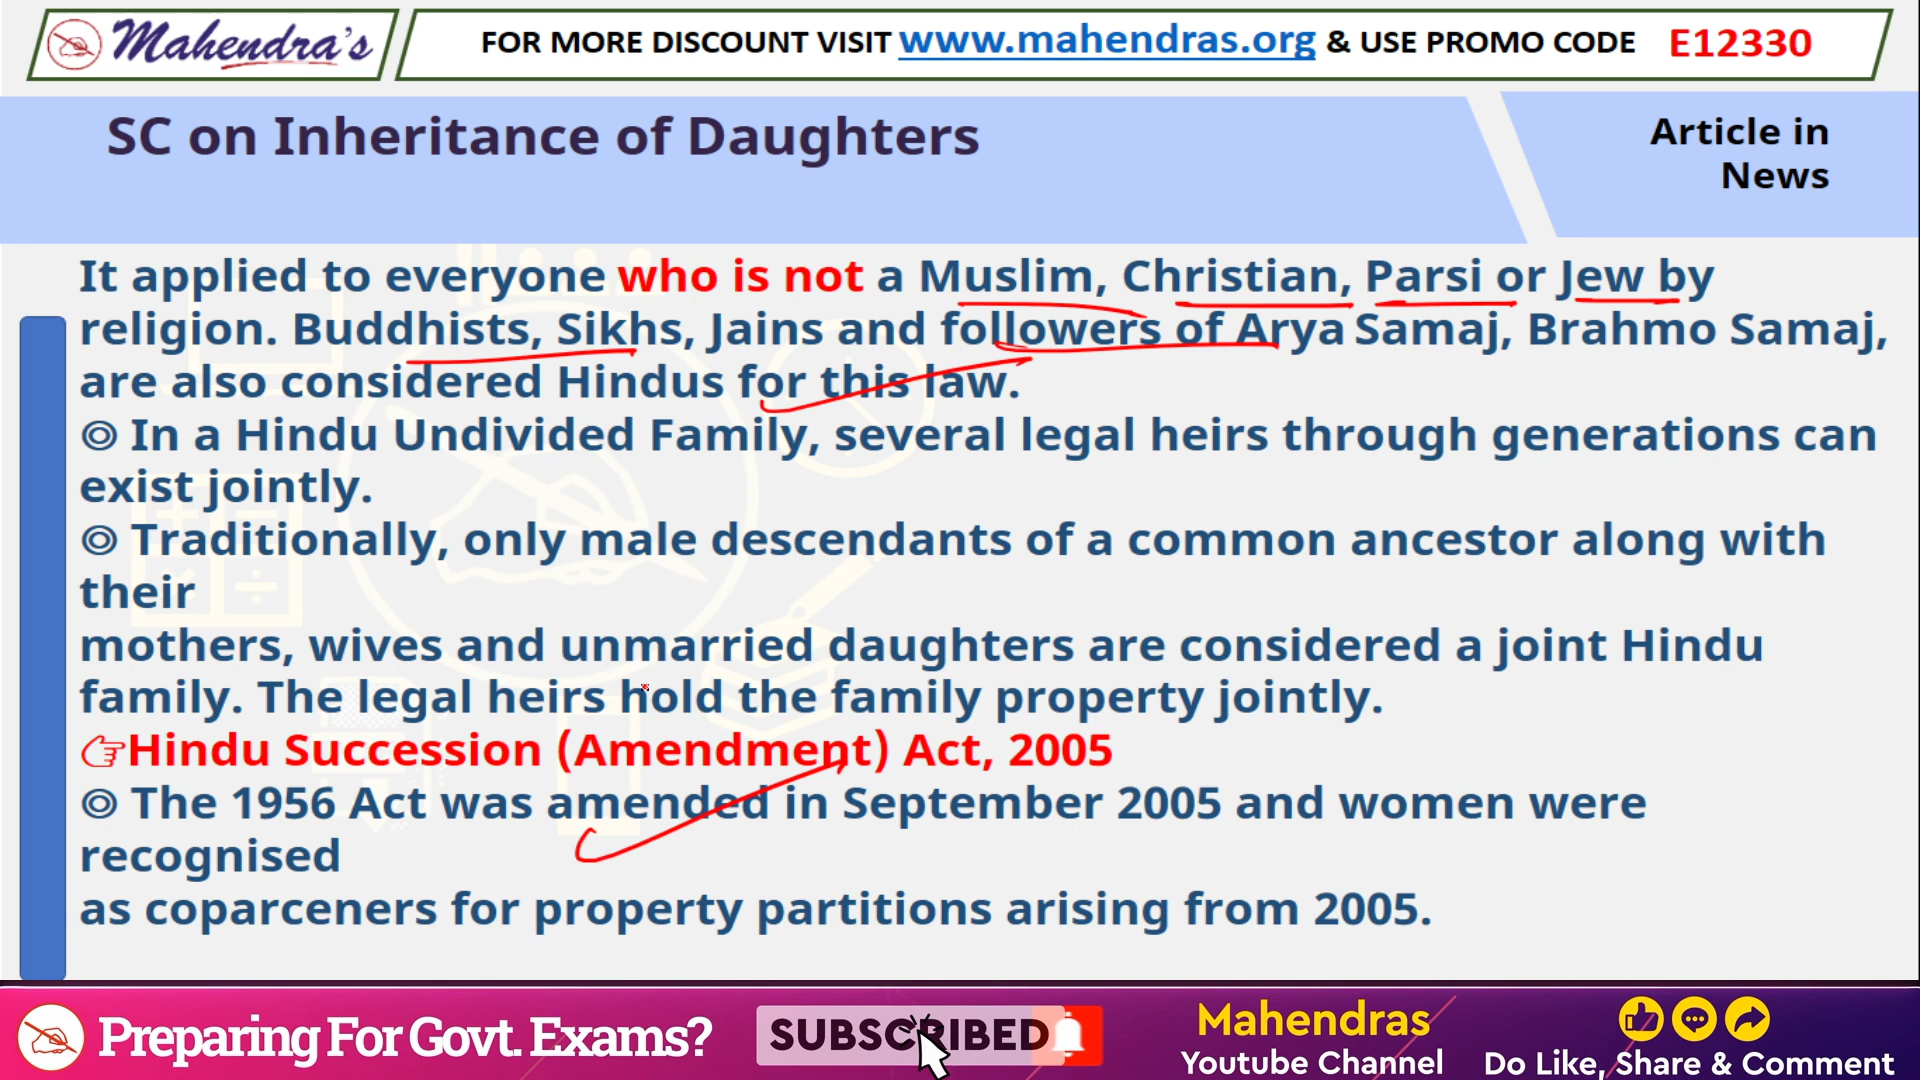 Mahendra's
FOR MORE DISCOUNT VISIT www.mahendras.org & USE PROMO CODE E12330
SC on Inheritance of Daughters
Article in
News
It applied to everyone who is not a Muslim, Christian, Parsi or Jew by
religion. Buddhists, Sikhs, Jains and followers of Arya Samaj, Brahmo Samaj,
are also considered Hindus for this law.
◎ In a Hindu Undivided Family, several legal heirs through generations can
exist jointly.
◎ Traditionally, only male descendants of a common ancestor along with
their
mothers, wives and unmarried daughters are considered a joint Hindu
family. The legal heirs hold the family property jointly.
👉Hindu Succession (Amendment) Act, 2005
◎ The 1956 Act was amended in September 2005 and women were
recognised
as coparceners for property partitions arising from 2005.
Preparing For Govt. Exams?
SUBSCRIBED
Mahendras
Youtube Channel
Do Like, Share & Comment